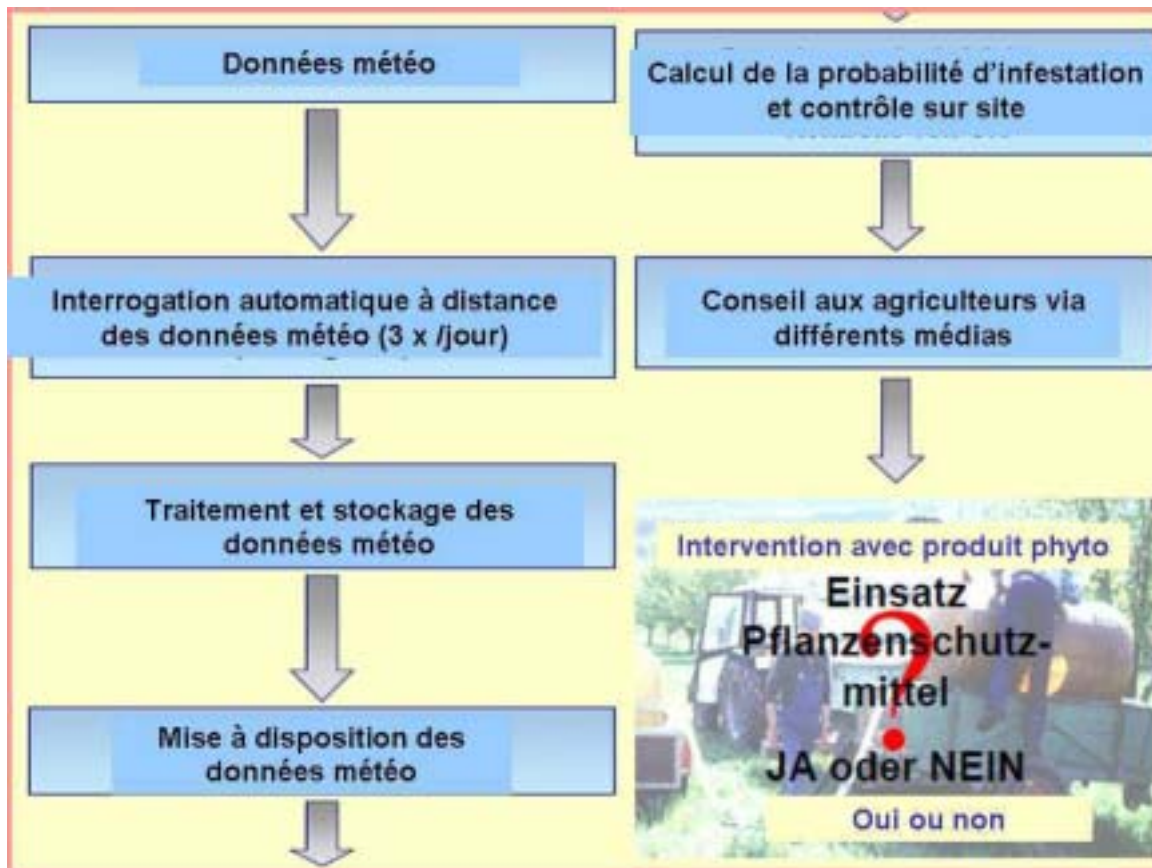 Données météo
Interrogation automatique à distance
des données météo (3 x /jour)
Traitement et stockage des
données météo
Mise à disposition des
données météo
Calcul de la probabilité d'infestation
et contrôle sur site
Conseil aux agriculteurs via
différents médias
Intervention avec produit phyto
Einsatz
Pflanzenschutz-
mittel
?
JA oder NEIN
Oui ou non